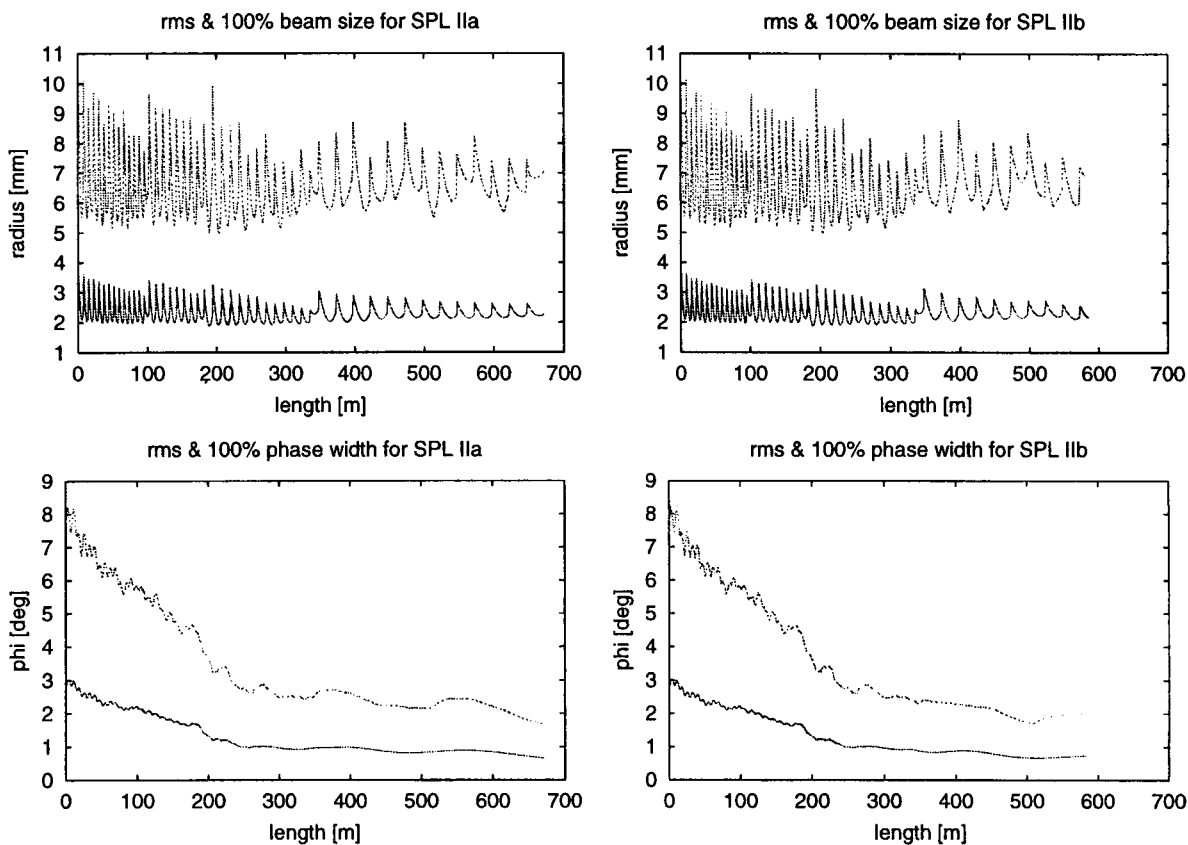 rms & 100% beam size for SPL IIa
11
10
9
8
7
6
5
4
3
2
1
radius [mm]
0 100 200 300 400 500 600 700
length [m]
rms & 100% beam size for SPL IIb
11
10
9
8
7
6
5
4
3
2
1
radius [mm]
0 100 200 300 400 500 600 700
length [m]
rms & 100% phase width for SPL IIa
9
8
7
6
5
4
3
2
1
0
phi [deg]
0 100 200 300 400 500 600 700
length [m]
rms & 100% phase width for SPL IIb
9
8
7
6
5
4
3
2
1
0
phi [deg]
0 100 200 300 400 500 600 700
length [m]